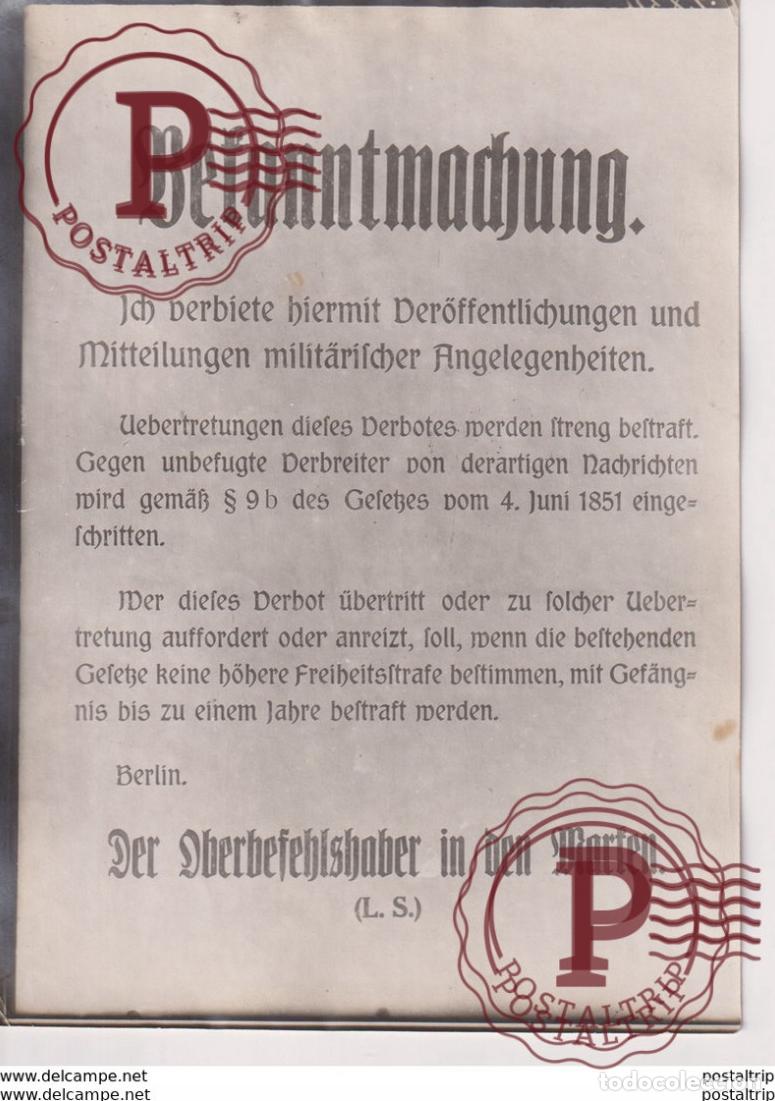 Bekanntmachung.
Ich verbiete hiermit Veröffentlichungen und
Mitteilungen militärischer Angelegenheiten.
Uebertretungen dieses Verbotes werden streng bestraft.
Gegen unbefugte Verbreiter von derartigen Nachrichten
wird gemäß § 9b des Gesetzes vom 4. Juni 1851 einge=
schritten.
Wer dieses Verbot übertritt oder zu solcher Ueber=
tretung auffordert oder anreizt, soll, wenn die bestehenden
Gesetze keine höhere Freiheitsstrafe bestimmen, mit Gefäng=
nis bis zu einem Jahre bestraft werden.
Berlin.
Der Oberbefehlshaber in den Marken.
(L. S.)
P
POSTALTRIP
P
POSTALTRIP
POSTALTRIP
www.delcampe.net
postaltrip
todocoleccion
www.delcampe.net
postaltrip